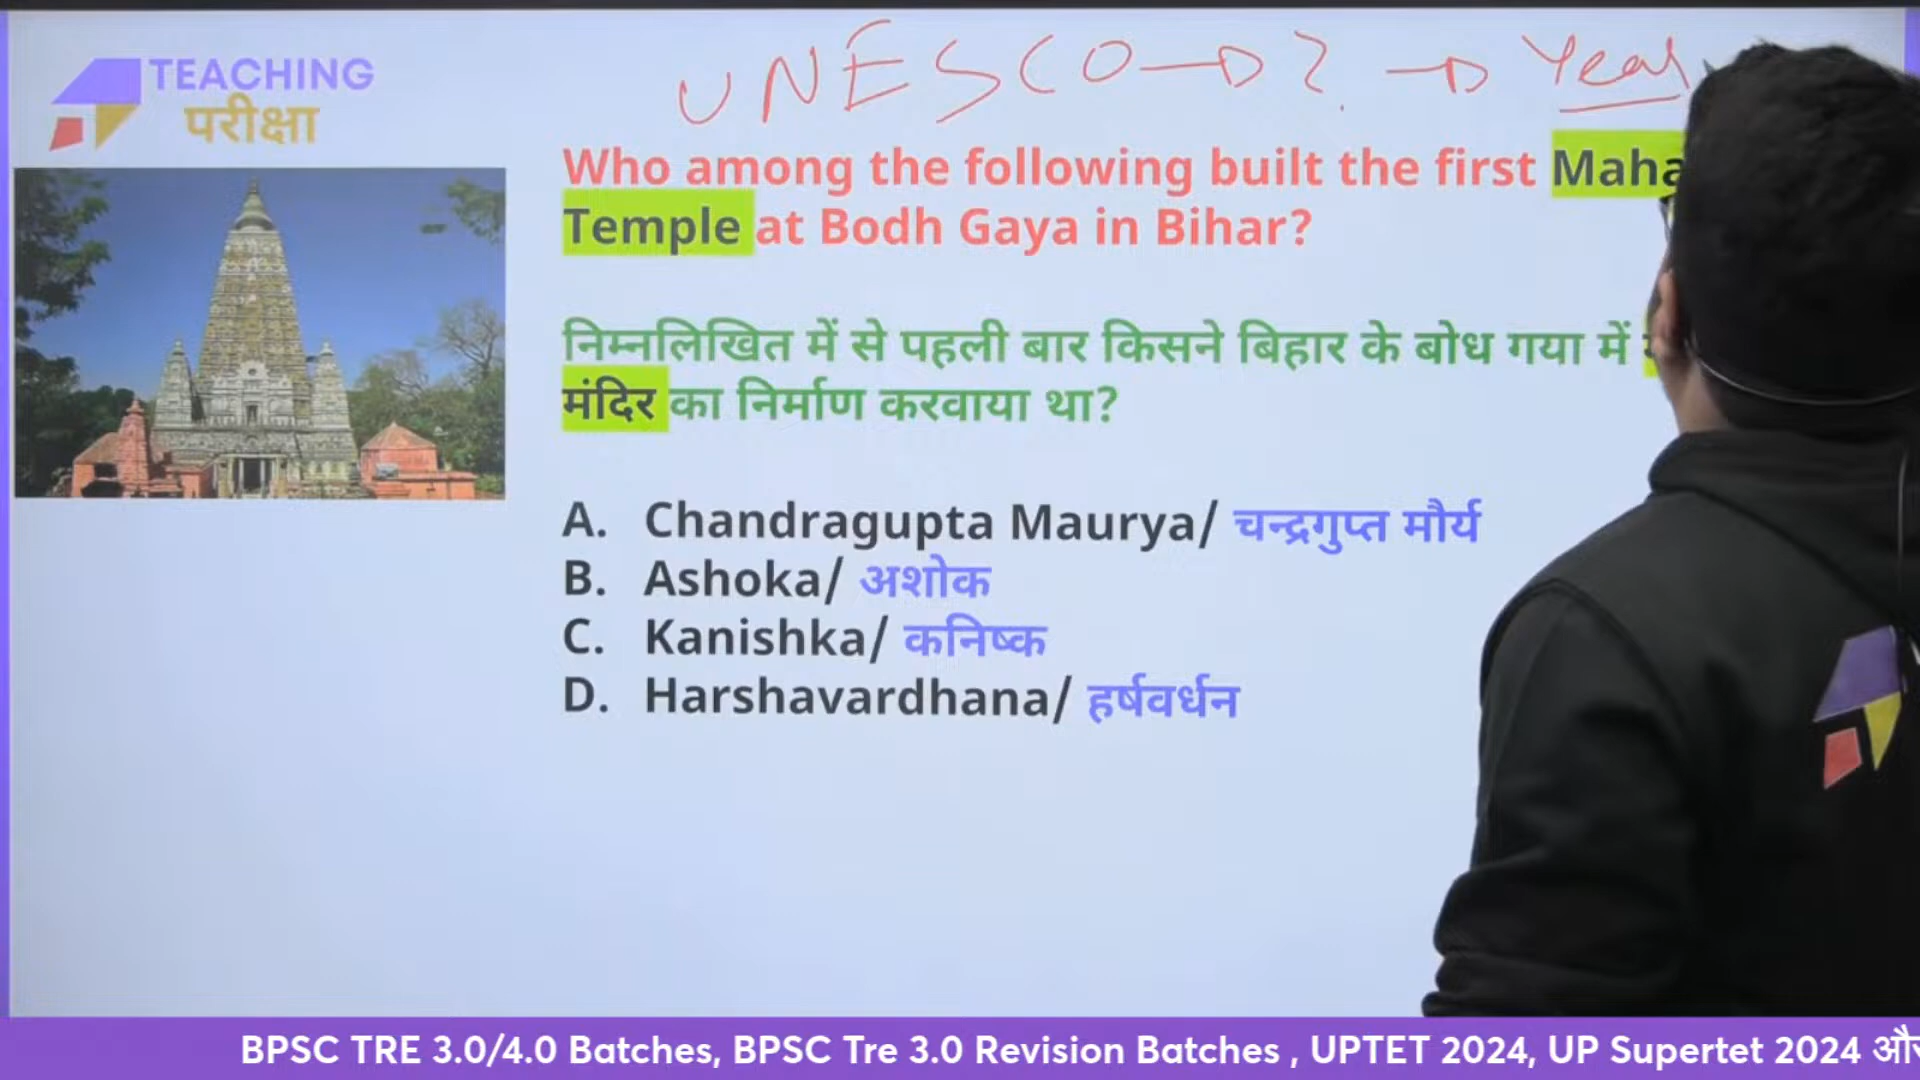 TEACHING
परीक्षा
UNESCO → ? → Year
Who among the following built the first
Temple at Bodh Gaya in Bihar?
निम्नलिखित में से पहली बार किसने बिहार के बोध गया में
मंदिर का निर्माण करवाया था?
A. Chandragupta Maurya/ चन्द्रगुप्त मौर्य
B. Ashoka/ अशोक
C. Kanishka/ कनिष्क
D. Harshavardhana/ हर्षवर्धन
BPSC TRE 3.0/4.0 Batches, BPSC Tre 3.0 Revision Batches , UPTET 2024, UP Supertet 2024